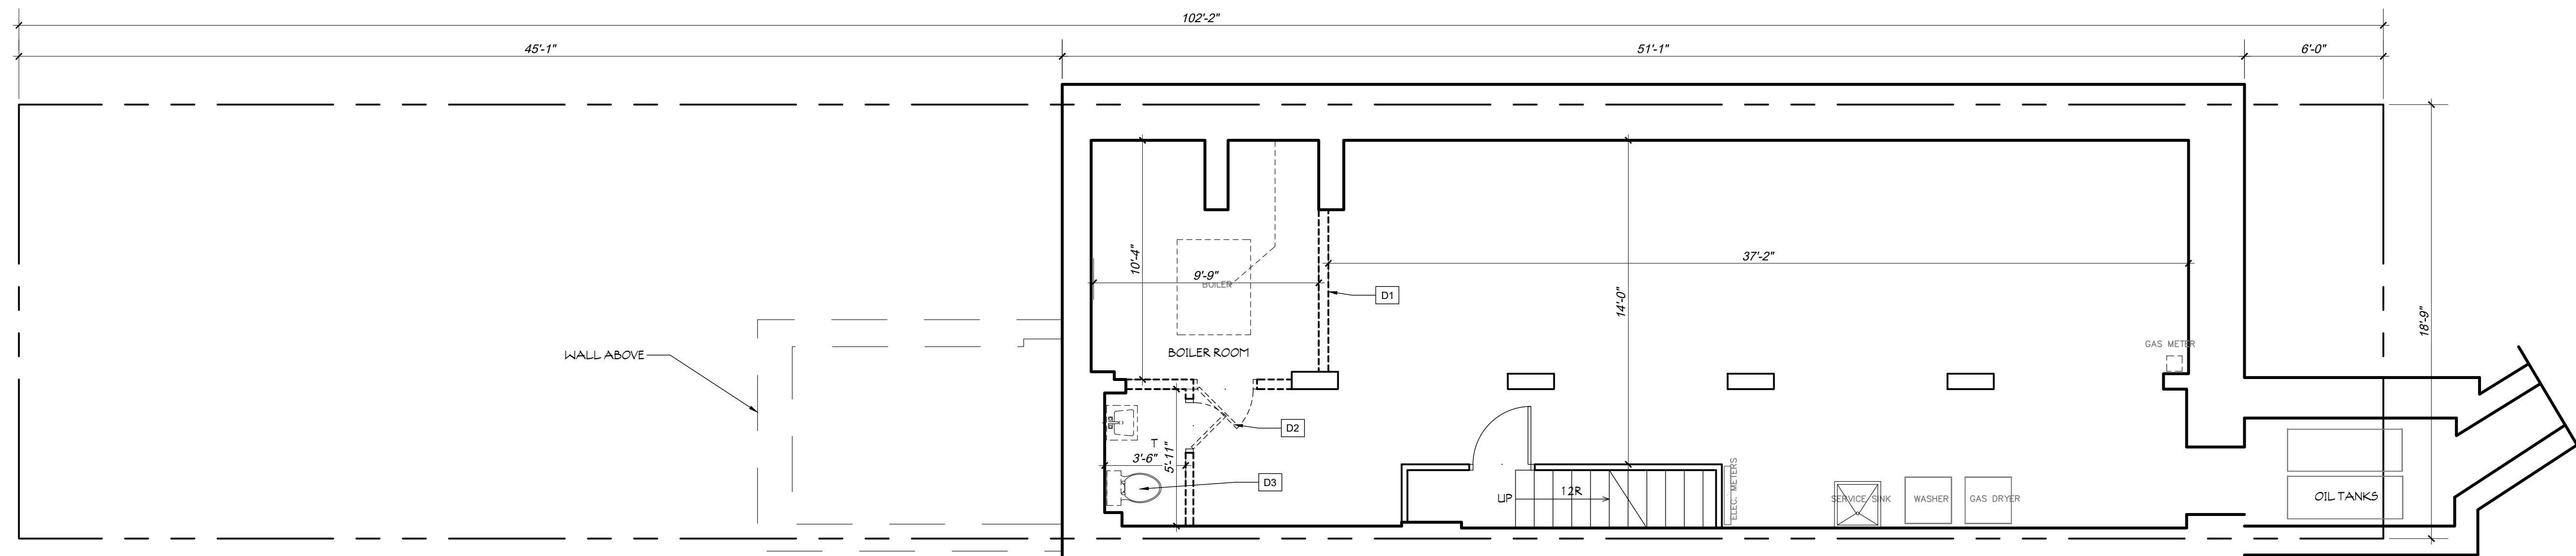 102'-2"
45'-1"
51'-1"
6'-0"
10'-4"
9'-9"
BOILER
37'-2"
D1
14'-0"
18'-9"
GAS METER
BOILER ROOM
WALL ABOVE
D2
T
3'-6"
5'-11"
D3
UP
12R
ELEC. METERS
SERVICE SINK
WASHER
GAS DRYER
OIL TANKS